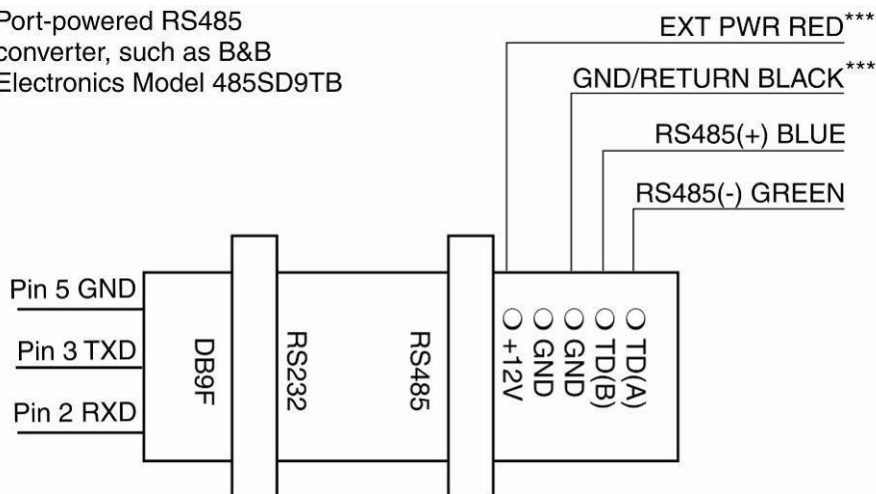 Port-powered RS485
converter, such as B&B
Electronics Model 485SD9TB
EXT PWR RED***
GND/RETURN BLACK***
RS485(+) BLUE
RS485(-) GREEN
Pin 5 GND
Pin 3 TXD
Pin 2 RXD
DB9F
RS232
RS485
+12V
GND
GND
TD(B)
TD(A)